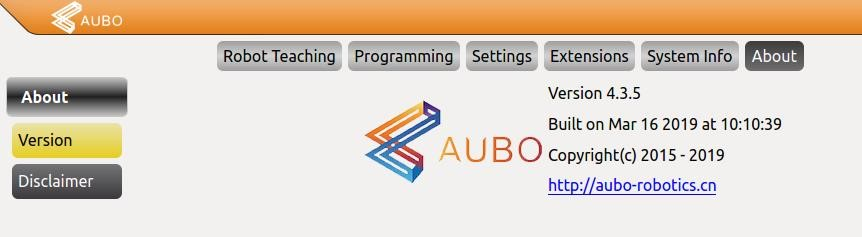 AUBO
Robot Teaching Programming Settings Extensions System Info About
About
Version
Disclaimer
AUBO
Version 4.3.5
Built on Mar 16 2019 at 10:10:39
Copyright(c) 2015 - 2019
http://aubo-robotics.cn